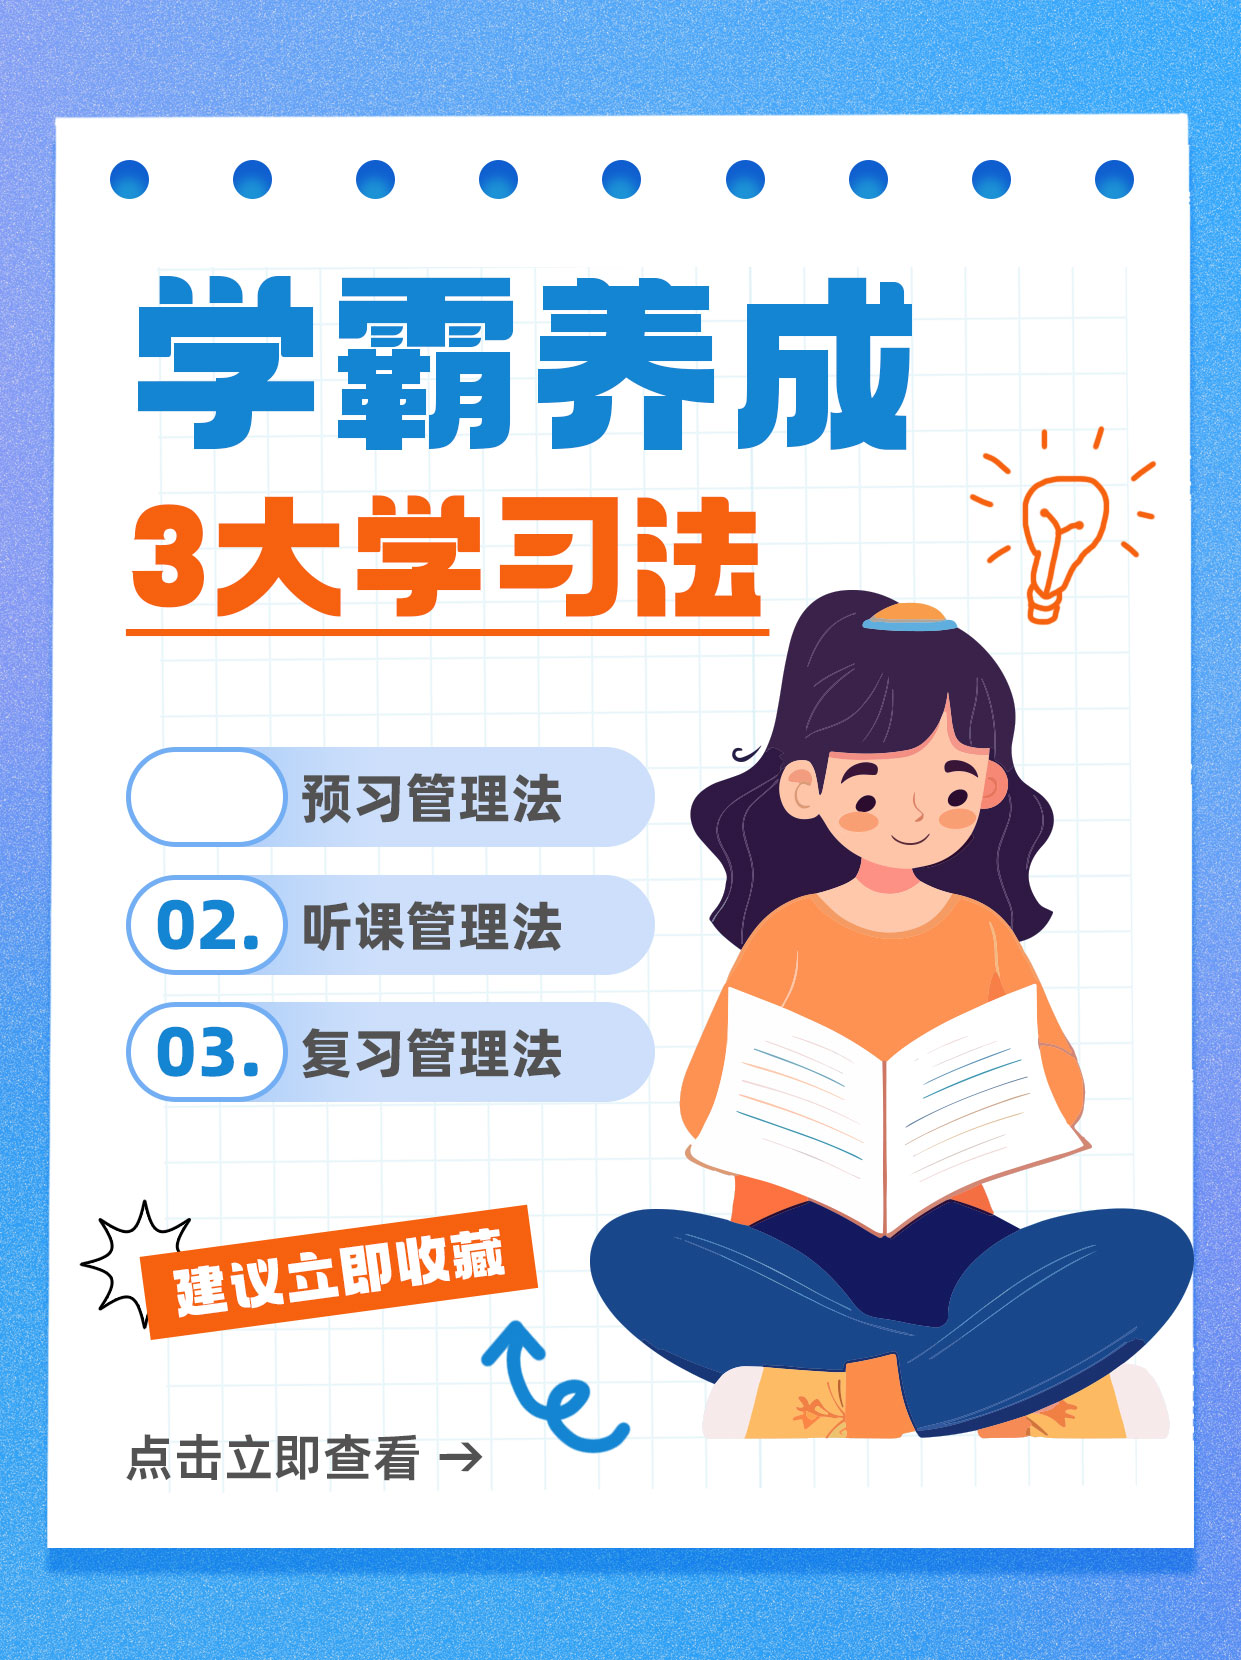 学霸养成
3大学习法
预习管理法
02. 听课管理法
03. 复习管理法
建议立即收藏
点击立即查看 →